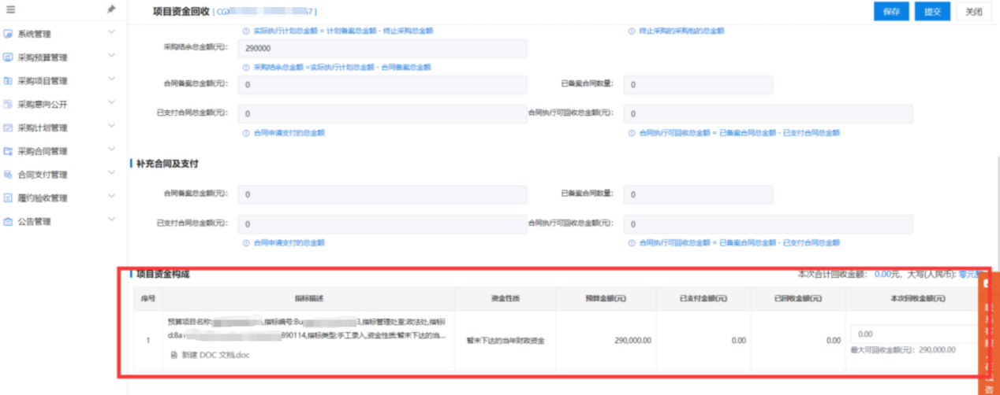 项目资金回收 [ CGX 67 ]
保存 提交 关闭
系统管理
采购预算管理
采购项目管理
采购意向公开
采购计划管理
采购合同管理
合同支付管理
履约验收管理
公告管理
实际执行计划总金额 = 计划备案总金额 - 终止采购总金额
终止采购的采购包的总金额
采购结余总金额(元): 290000
采购结余总金额 =实际执行计划总金额 - 合同备案总金额
合同备案总金额(元): 0 已备案合同数量: 0
已支付合同总金额(元): 0 合同执行可回收总金额(元): 0
合同申请支付的总金额
合同执行可回收总金额 = 已备案合同总金额 - 已支付合同总金额
补充合同及支付
合同备案总金额(元): 0 已备案合同数量: 0
已支付合同总金额(元): 0 合同执行可回收总金额(元): 0
合同申请支付的总金额
合同执行可回收总金额 = 已备案合同总金额 - 已支付合同总金额
项目资金构成
本次合计回收金额: 0.00元, 大写(人民币): 零元整
序号 指标描述 资金性质 预算金额(元) 已支付金额(元) 已回收金额(元) 本次回收金额(元)
预算项目名称: ,指标编号:Bu 3,指标管理处室:政法处,指标i
d:8a1 890114,指标类型:手工录入,资金性质:暂未下达的当...
新建 DOC 文档.doc
1 暂未下达的当年财政资金 290,000.00 0.00 0.00 0.00
最大可回收金额(元): 290,000.00
咨